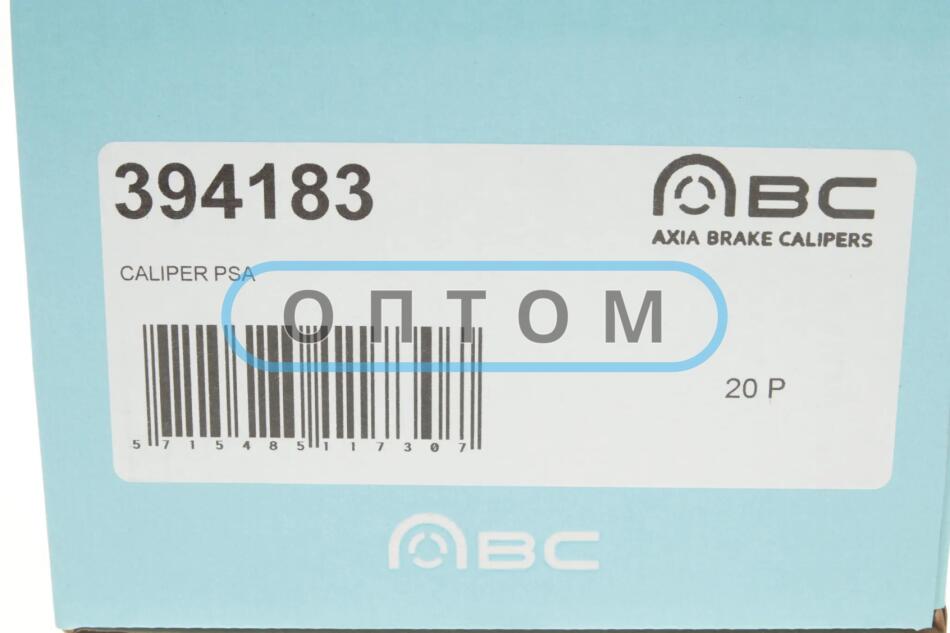 394183
ABC
AXIA BRAKE CALIPERS
CALIPER PSA
ОПТОМ
20 P
5 715485 117307
ABC